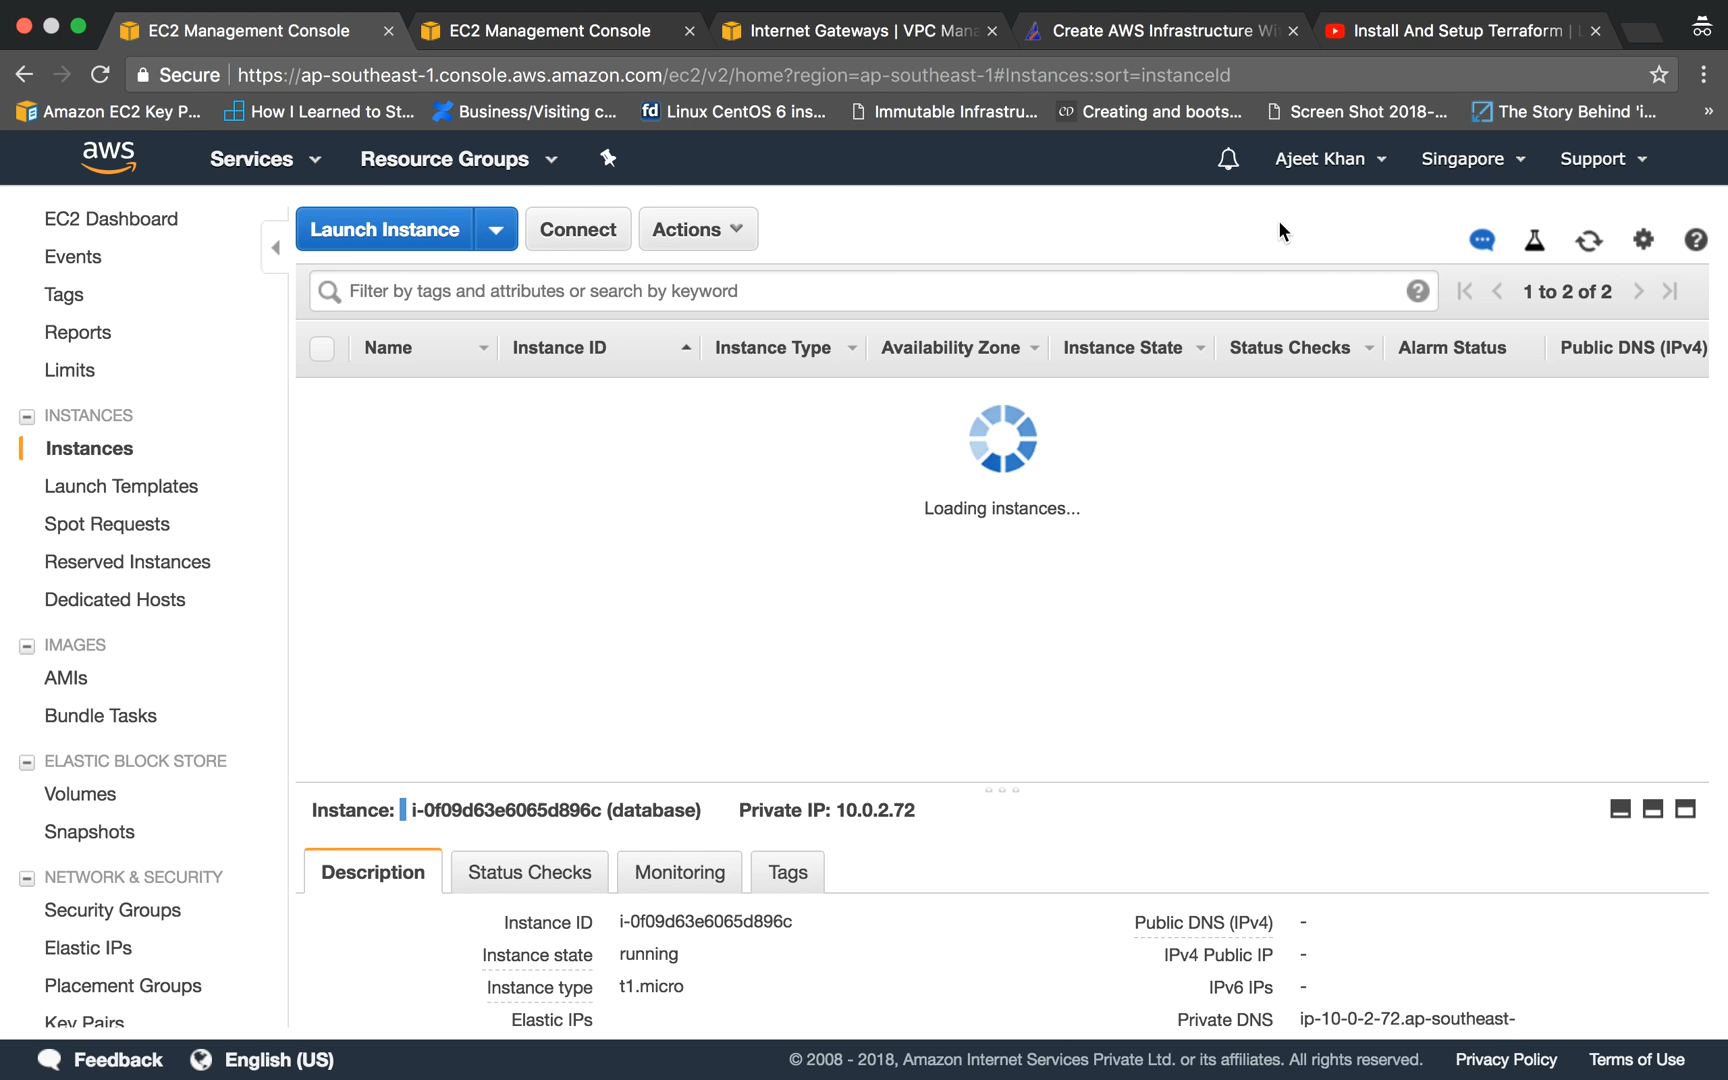 EC2 Management Console
EC2 Management Console
Internet Gateways | VPC Mana
Create AWS Infrastructure Wi
Install And Setup Terraform |
Secure https://ap-southeast-1.console.aws.amazon.com/ec2/v2/home?region=ap-southeast-1#Instances:sort=instanceId
Amazon EC2 Key P... How I Learned to St... Business/Visiting c... fd Linux CentOS 6 ins... Immutable Infrastru... Creating and boots... Screen Shot 2018-... The Story Behind 'i... »
aws Services Resource Groups Ajeet Khan Singapore Support
EC2 Dashboard
Events
Tags
Reports
Limits
INSTANCES
Instances
Launch Templates
Spot Requests
Reserved Instances
Dedicated Hosts
IMAGES
AMIs
Bundle Tasks
ELASTIC BLOCK STORE
Volumes
Snapshots
NETWORK & SECURITY
Security Groups
Elastic IPs
Placement Groups
Key Pairs
Launch Instance Connect Actions
Filter by tags and attributes or search by keyword
1 to 2 of 2
Name Instance ID Instance Type Availability Zone Instance State Status Checks Alarm Status Public DNS (IPv4)
Loading instances...
Instance: i-0f09d63e6065d896c (database) Private IP: 10.0.2.72
Description Status Checks Monitoring Tags
Instance ID i-0f09d63e6065d896c
Instance state running
Instance type t1.micro
Elastic IPs
Public DNS (IPv4) -
IPv4 Public IP -
IPv6 IPs -
Private DNS ip-10-0-2-72.ap-southeast-
Feedback English (US) © 2008 - 2018, Amazon Internet Services Private Ltd. or its affiliates. All rights reserved. Privacy Policy Terms of Use